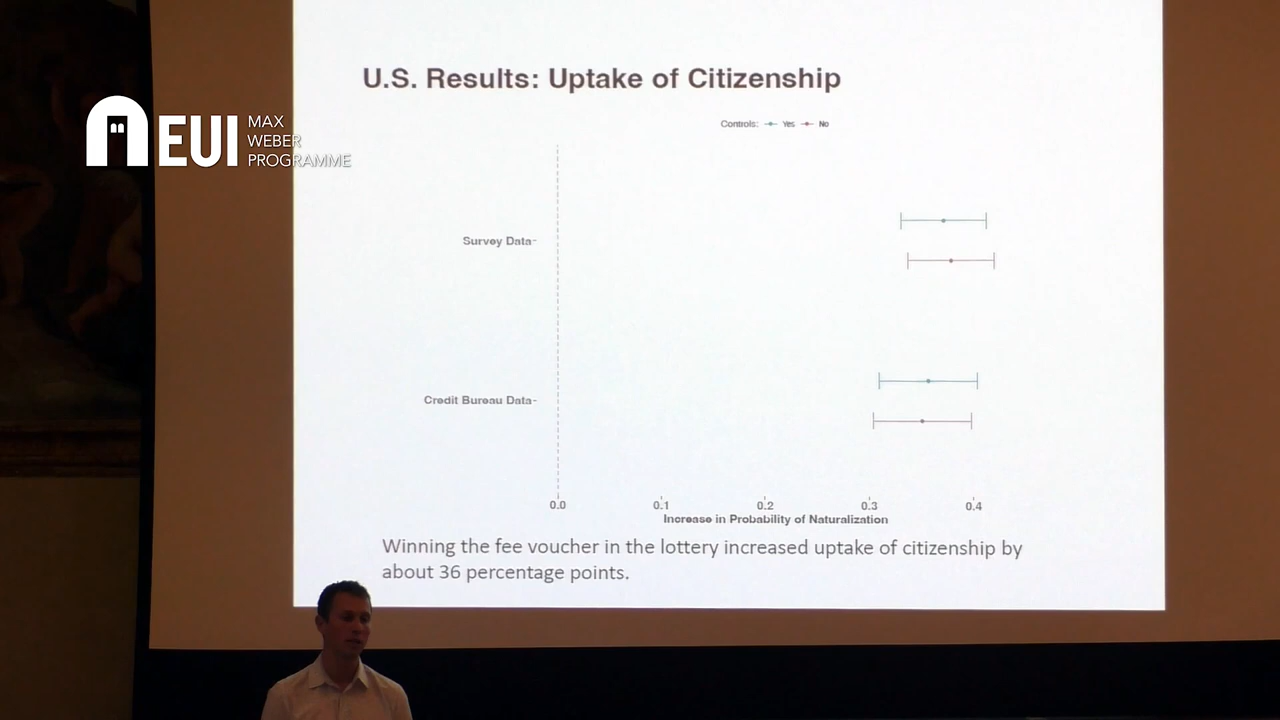 U.S. Results: Uptake of Citizenship
EUI
MAX
WEBER
PROGRAMME
Controls: Yes No
Survey Data
Credit Bureau Data
0.0 0.1 0.2 0.3 0.4
Increase in Probability of Naturalization
Winning the fee voucher in the lottery increased uptake of citizenship by
about 36 percentage points.